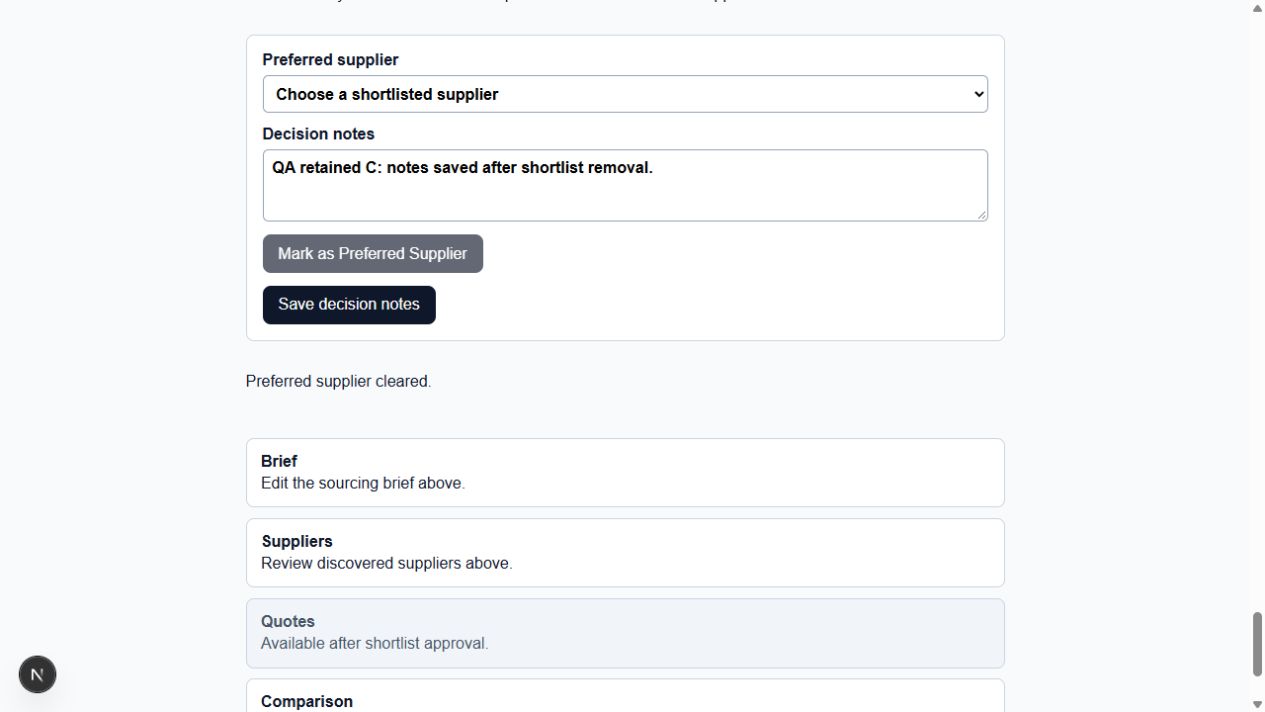 Preferred supplier
Choose a shortlisted supplier
Decision notes
QA retained C: notes saved after shortlist removal.
Mark as Preferred Supplier
Save decision notes
Preferred supplier cleared.
Brief
Edit the sourcing brief above.
Suppliers
Review discovered suppliers above.
Quotes
Available after shortlist approval.
N
Comparison